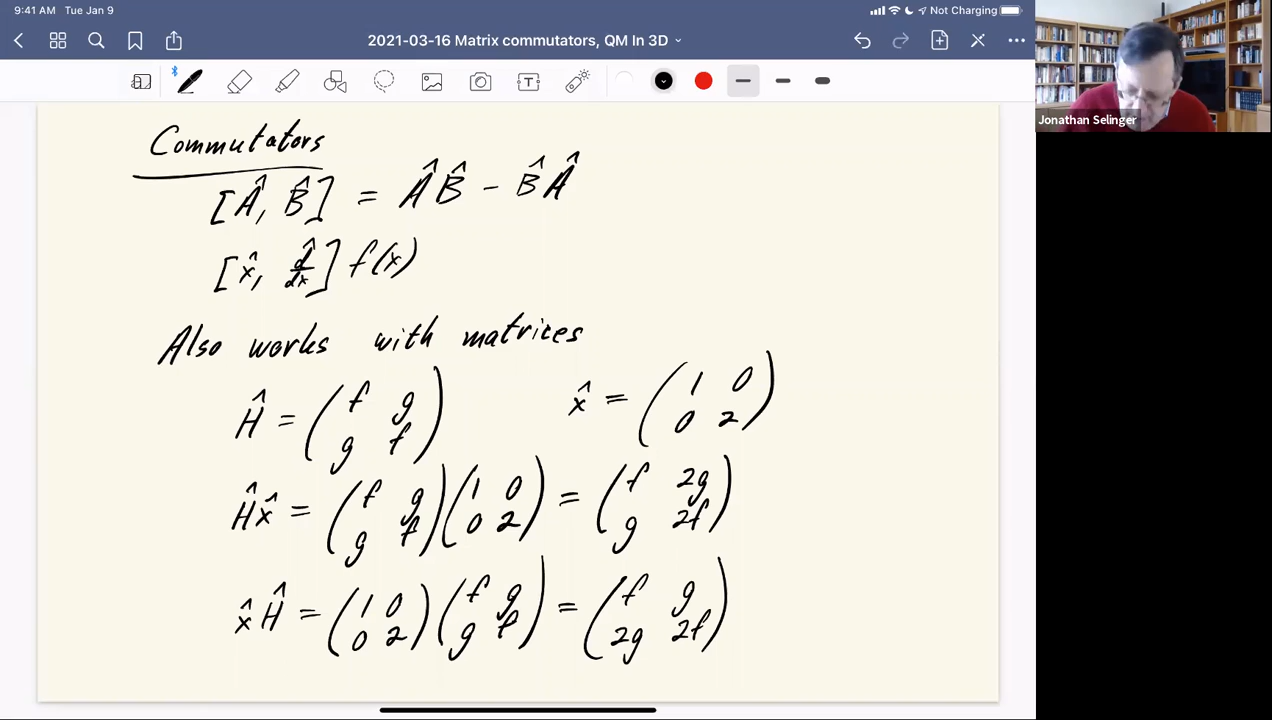 9:41 AM Tue Jan 9
Not Charging
2021-03-16 Matrix commutators, QM In 3D
Jonathan Selinger
Commutators
[Â, B̂] = ÂB̂ - B̂Â
[x̂, d̂/dx] f(x)
Also works with matrices
Ĥ = (f g; g f) x̂ = (1 0; 0 2)
Ĥx̂ = (f g; g f)(1 0; 0 2) = (f 2g; g 2f)
x̂Ĥ = (1 0; 0 2)(f g; g f) = (f g; 2g 2f)